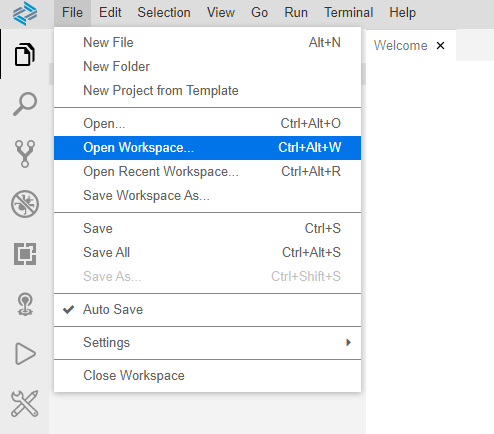 File Edit Selection View Go Run Terminal Help
Welcome
New File Alt+N
New Folder
New Project from Template
Open... Ctrl+Alt+O
Open Workspace... Ctrl+Alt+W
Open Recent Workspace... Ctrl+Alt+R
Save Workspace As...
Save Ctrl+S
Save All Ctrl+Alt+S
Save As... Ctrl+Shift+S
Auto Save
Settings
Close Workspace